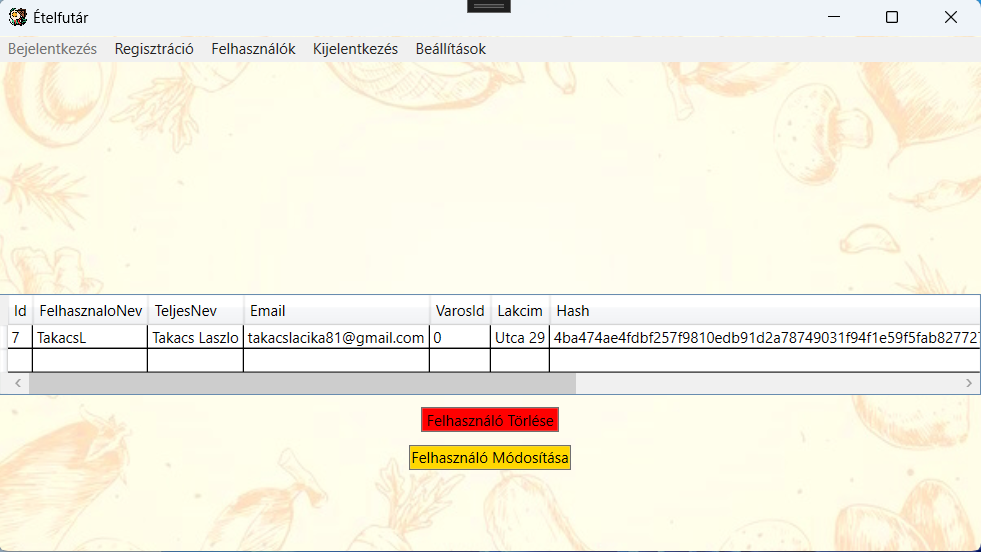 Ételfutár
Bejelentkezés Regisztráció Felhasználók Kijelentkezés Beállítások
Id FelhasznaloNev TeljesNev Email VarosId Lakcim Hash
7 TakacsL Takacs Laszlo takacslacika81@gmail.com 0 Utca 29 4ba474ae4fdbf257f9810edb91d2a78749031f94f1e59f5fab82772
Felhasználó Törlése
Felhasználó Módosítása